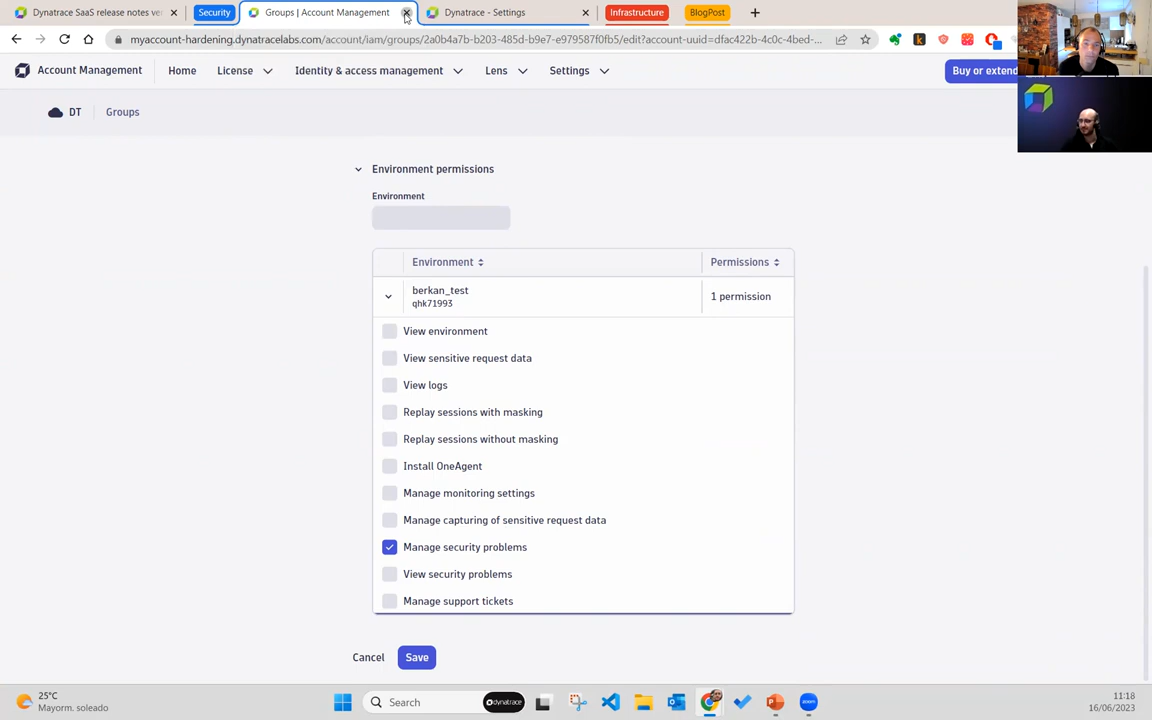 Dynatrace SaaS release notes ver
Security
Groups | Account Management
Dynatrace - Settings
Infrastructure
BlogPost
myaccount-hardening.dynatracelabs.com/account/iam/groups/2a0b4a7b-b203-485d-b9e7-e979587f0fb5/edit?account-uuid=dfac422b-4c0c-4bed-...
Account Management
Home
License
Identity & access management
Lens
Settings
Buy or extend
DT
Groups
Environment permissions
Environment
Environment
Permissions
berkan_test
qhk71993
1 permission
View environment
View sensitive request data
View logs
Replay sessions with masking
Replay sessions without masking
Install OneAgent
Manage monitoring settings
Manage capturing of sensitive request data
Manage security problems
View security problems
Manage support tickets
Cancel
Save
25°C
Mayorm. soleado
Search
dynatrace
11:18
16/06/2023